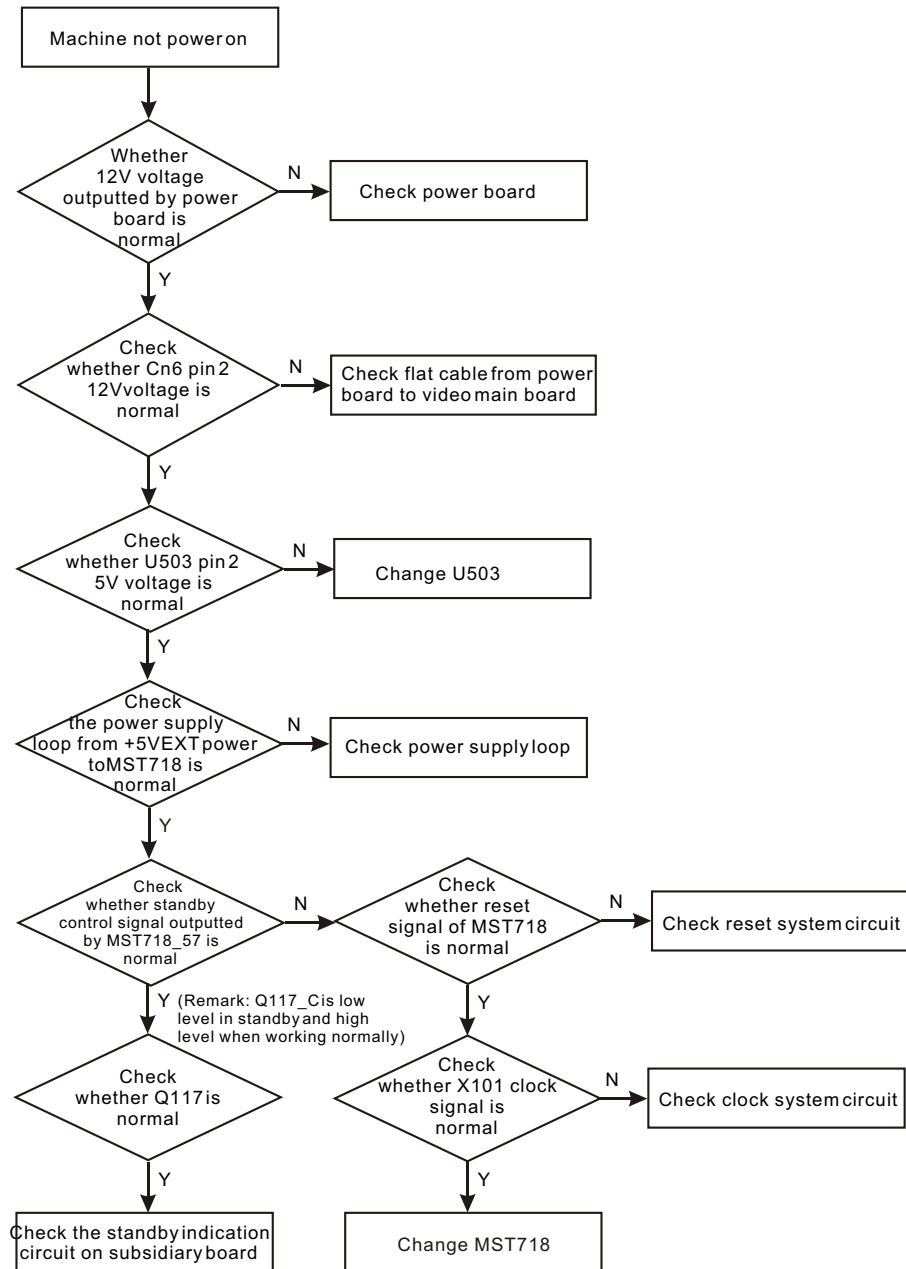 Machine not power on
Whether
12V voltage
outputted by power
board is
normal
N
Check power board
Y
Check
whether Cn6 pin 2
12V voltage is
normal
N
Check flat cable from power
board to video main board
Y
Check
whether U503 pin 2
5V voltage is
normal
N
Change U503
Y
Check
the power supply
loop from +5VEXT power
to MST718 is
normal
N
Check power supply loop
Y
Check
whether standby
control signal outputted
by MST718_57 is
normal
N
Check
whether reset
signal of MST718
is normal
N
Check reset system circuit
Y
(Remark: Q117_C is low
level in standby and high
level when working normally)
Y
Check
whether Q117 is
normal
Check
whether X101 clock
signal is
normal
N
Check clock system circuit
Y
Y
Check the standby indication
circuit on subsidiary board
Change MST718